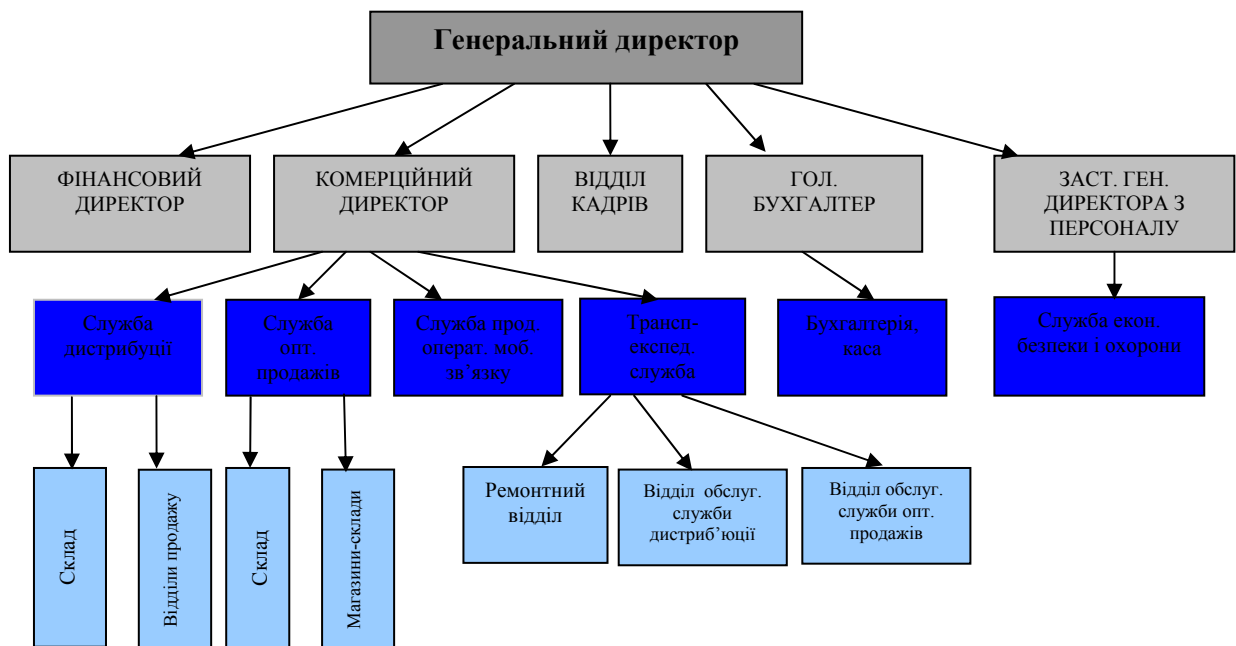 Генеральний директор
ФІНАНСОВИЙ
ДИРЕКТОР
КОМЕРЦІЙНИЙ
ДИРЕКТОР
ВІДДІЛ
КАДРІВ
ГОЛ.
БУХГАЛТЕР
ЗАСТ. ГЕН.
ДИРЕКТОРА З
ПЕРСОНАЛУ
Служба
дистрибуції
Служба
опт.
продажів
Служба прод.
операт. моб.
зв’язку
Трансп-
експед.
служба
Бухгалтерія,
каса
Служба екон.
безпеки і охорони
Склад
Відділи продажу
Склад
Магазини-склади
Ремонтний
відділ
Відділ обслуг.
служби
дистриб’юції
Відділ обслуг.
служби опт.
продажів